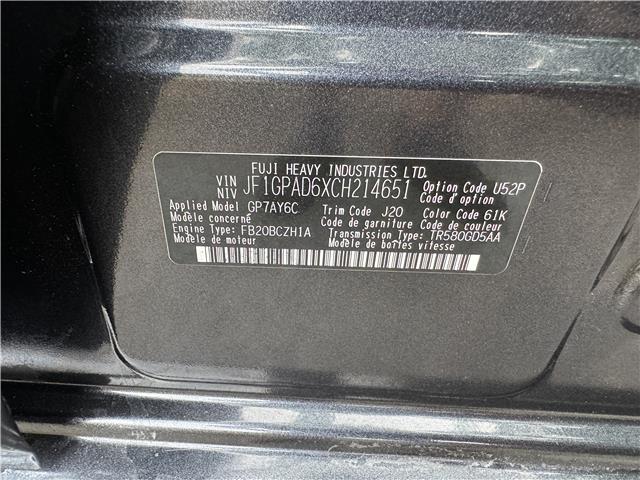 FUJI HEAVY INDUSTRIES LTD.
VIN NIV JF1GPAD6XCH214651 Option Code U52P Code d'option
Applied Model GP7AY6C Trim Code J20 Color Code 61K
Modèle concerné Code de garniture Code de couleur
Engine Type: FB20BCZH1A Transmission Type: TR580GD5AA
Modèle de moteur Modèle de boîtes vitesse